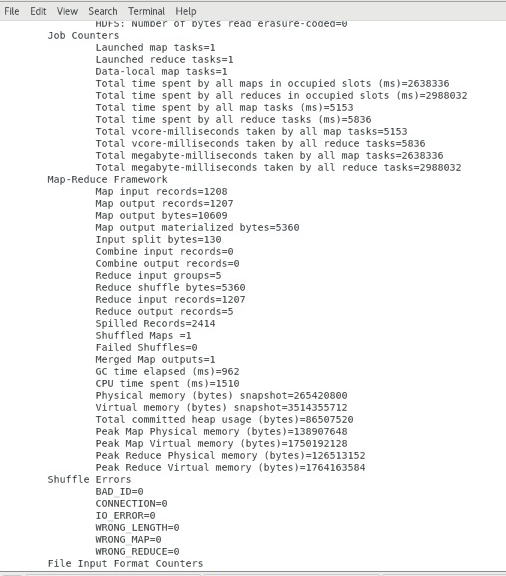 File Edit View Search Terminal Help
HDFS: Number of bytes read erasure-coded=0
Job Counters
Launched map tasks=1
Launched reduce tasks=1
Data-local map tasks=1
Total time spent by all maps in occupied slots (ms)=2638336
Total time spent by all reduces in occupied slots (ms)=2988032
Total time spent by all map tasks (ms)=5153
Total time spent by all reduce tasks (ms)=5836
Total vcore-milliseconds taken by all map tasks=5153
Total vcore-milliseconds taken by all reduce tasks=5836
Total megabyte-milliseconds taken by all map tasks=2638336
Total megabyte-milliseconds taken by all reduce tasks=2988032
Map-Reduce Framework
Map input records=1208
Map output records=1207
Map output bytes=10609
Map output materialized bytes=5360
Input split bytes=130
Combine input records=0
Combine output records=0
Reduce input groups=5
Reduce shuffle bytes=5360
Reduce input records=1207
Reduce output records=5
Spilled Records=2414
Shuffled Maps =1
Failed Shuffles=0
Merged Map outputs=1
GC time elapsed (ms)=962
CPU time spent (ms)=1510
Physical memory (bytes) snapshot=265420800
Virtual memory (bytes) snapshot=3514355712
Total committed heap usage (bytes)=86507520
Peak Map Physical memory (bytes)=138907648
Peak Map Virtual memory (bytes)=1750192128
Peak Reduce Physical memory (bytes)=126513152
Peak Reduce Virtual memory (bytes)=1764163584
Shuffle Errors
BAD_ID=0
CONNECTION=0
IO_ERROR=0
WRONG_LENGTH=0
WRONG_MAP=0
WRONG_REDUCE=0
File Input Format Counters